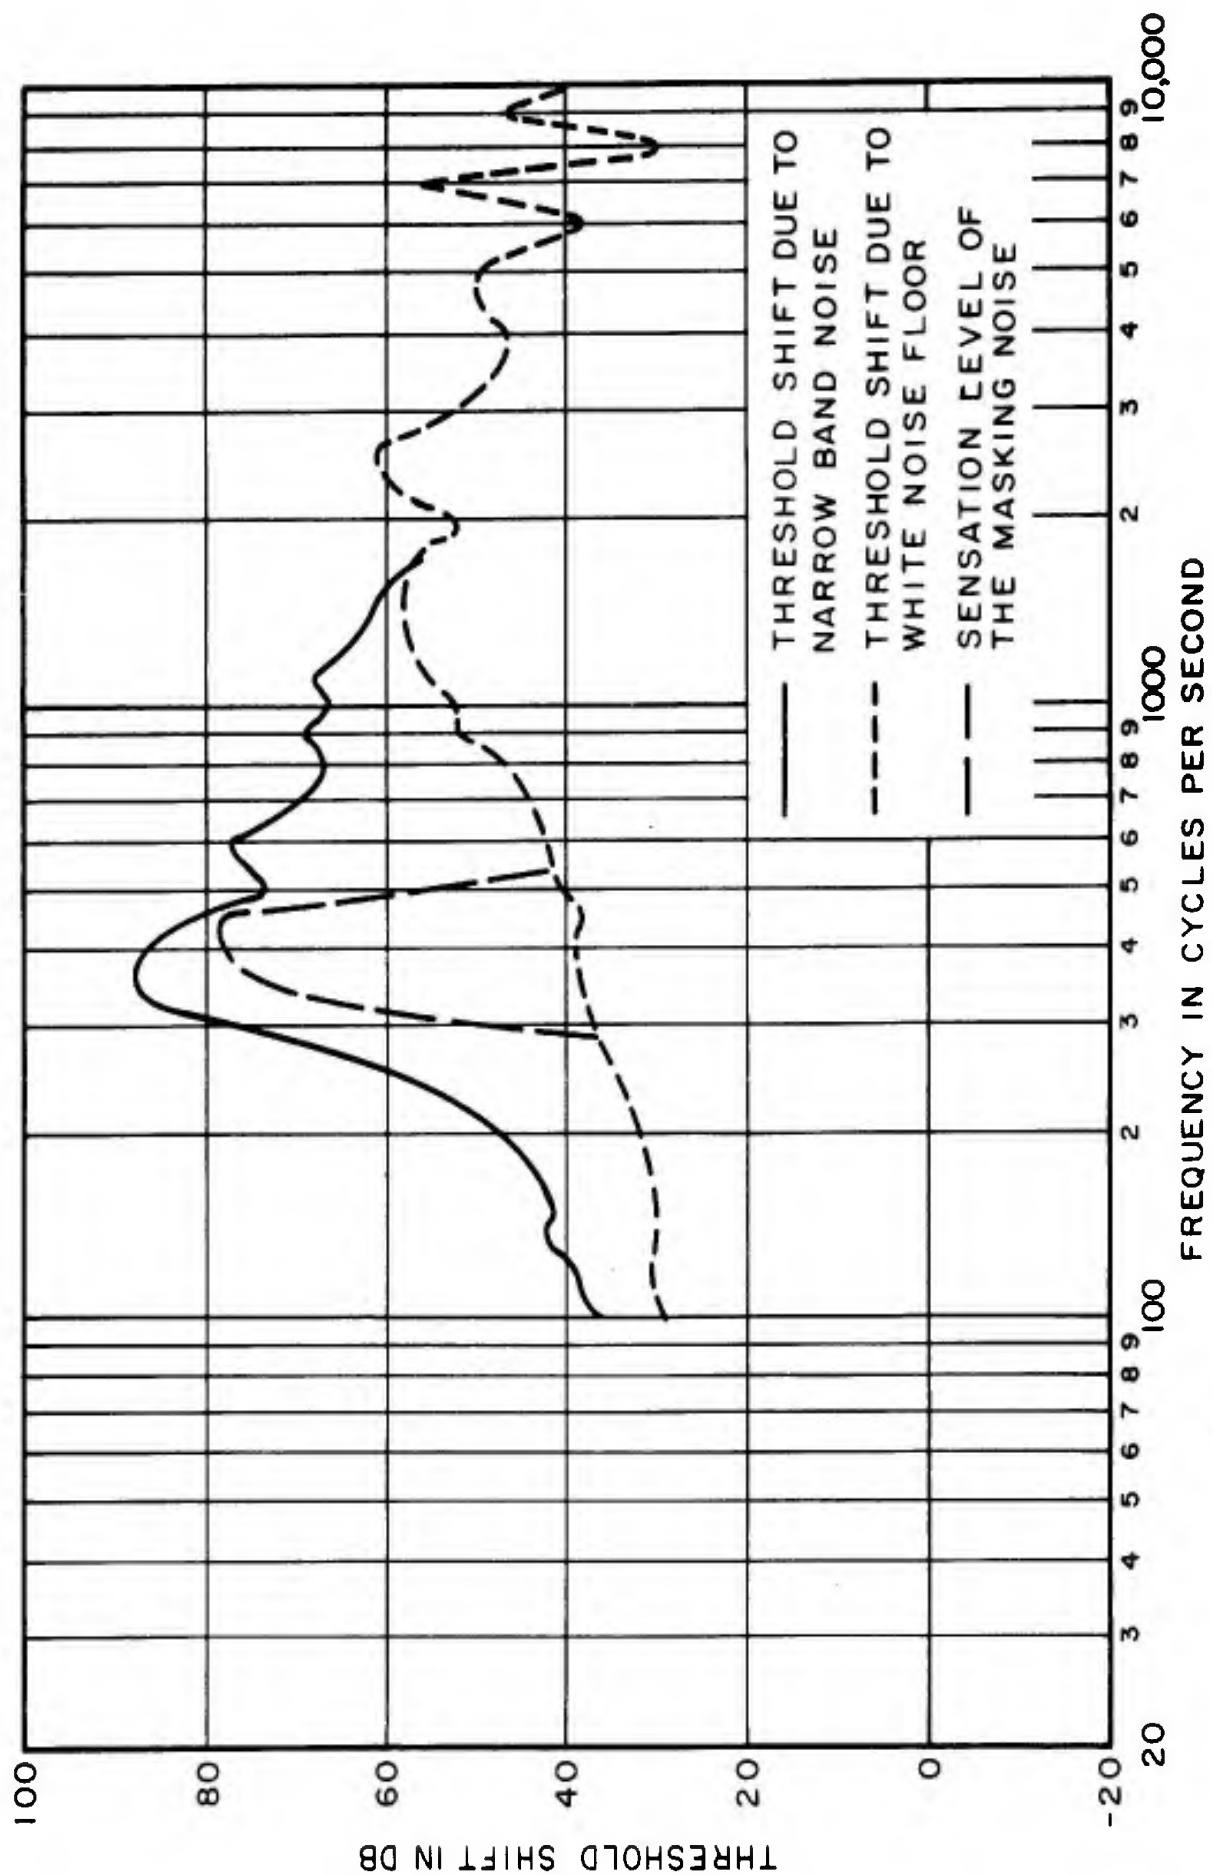 100
80
60
40
20
0
-20
THRESHOLD SHIFT IN DB
THRESHOLD SHIFT DUE TO
NARROW BAND NOISE
THRESHOLD SHIFT DUE TO
WHITE NOISE FLOOR
SENSATION LEVEL OF
THE MASKING NOISE
20 3 4 5 6 7 8 9 100 2 3 4 5 6 7 8 9 1000 2 3 4 5 6 7 8 9 10,000
FREQUENCY IN CYCLES PER SECOND